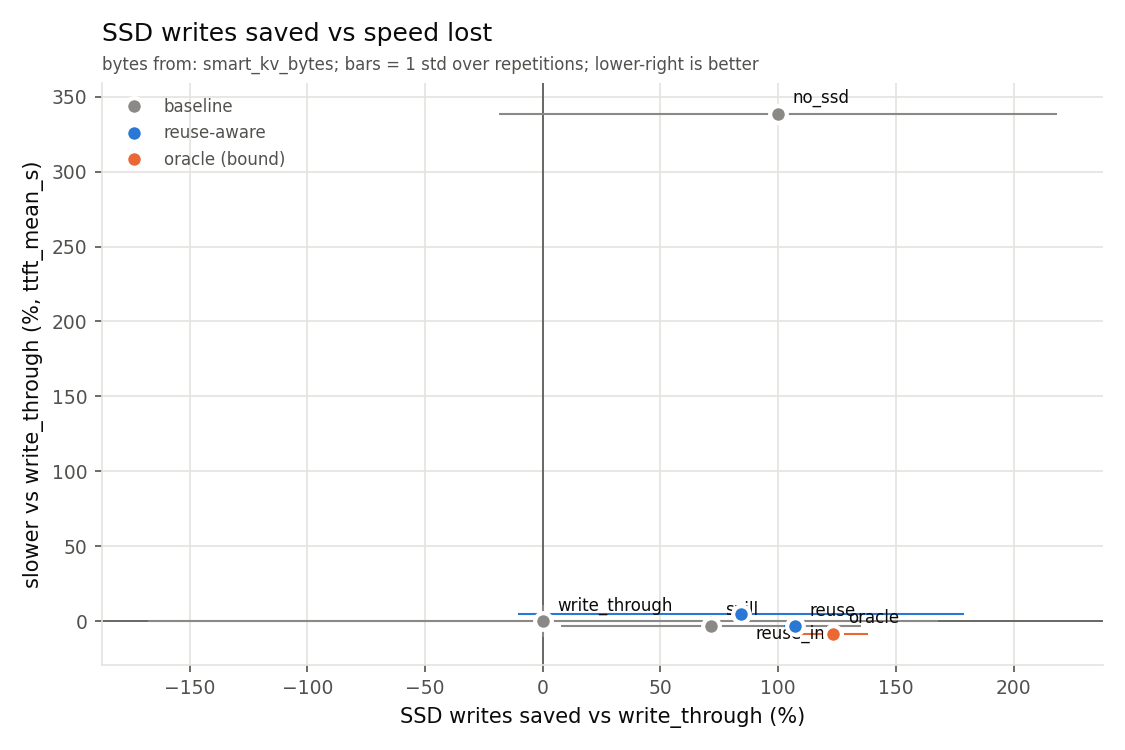 SSD writes saved vs speed lost
bytes from: smart_kv_bytes; bars = 1 std over repetitions; lower-right is better
baseline
reuse-aware
oracle (bound)
no_ssd
write_through
reuse
oracle
reuse_in
slower vs write_through (%, ttft_mean_s)
350
300
250
200
150
100
50
0
−150
−100
−50
0
50
100
150
200
SSD writes saved vs write_through (%)